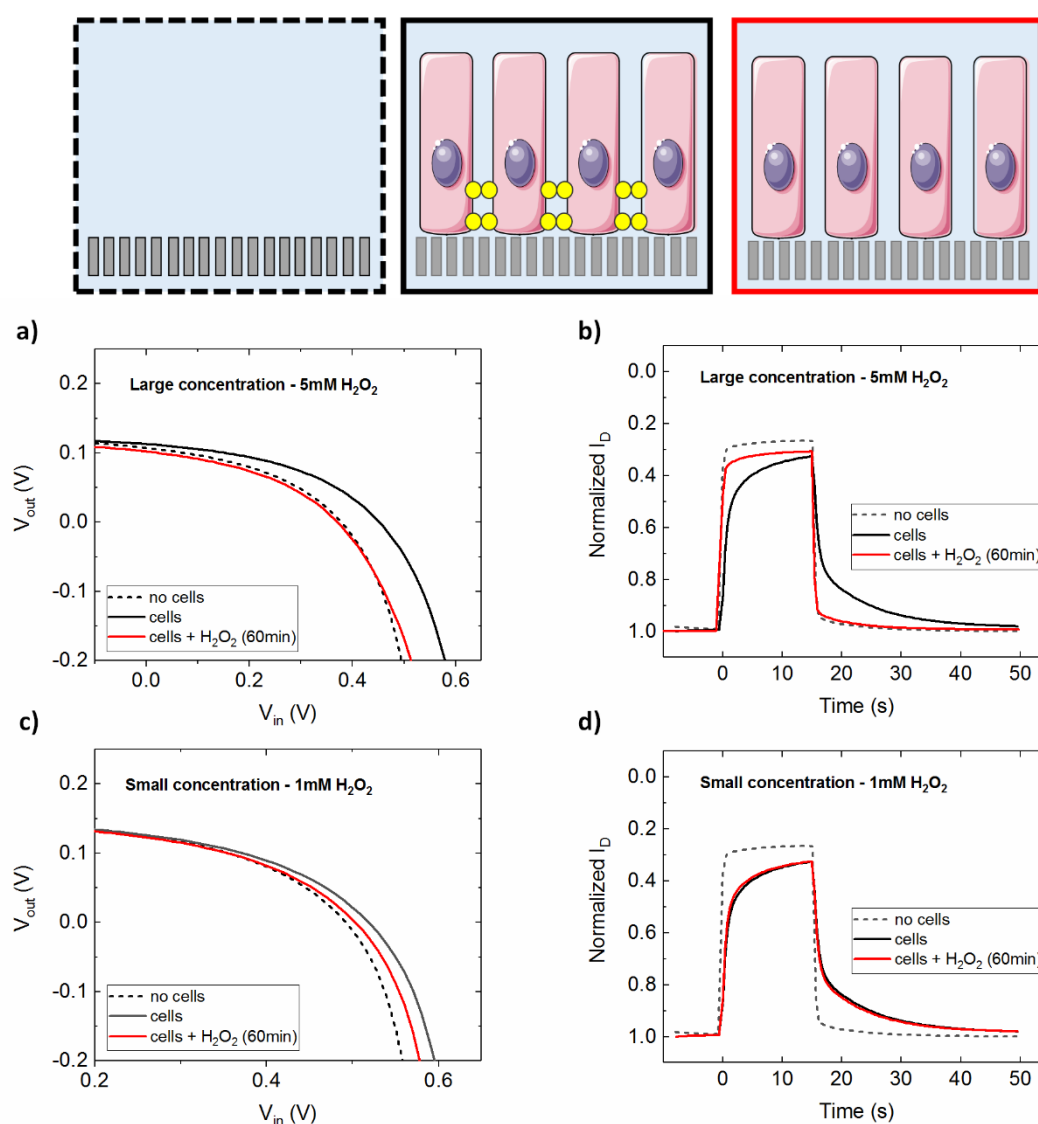 a)
Large concentration - 5mM H₂O₂
0.2
0.1
0.0
-0.1
-0.2
V_out (V)
no cells
cells
cells + H₂O₂ (60min)
0.0
0.2
0.4
0.6
V_in (V)
b)
Large concentration - 5mM H₂O₂
0.0
0.2
0.4
0.6
0.8
1.0
Normalized I_D
no cells
cells
cells + H₂O₂ (60min)
0
10
20
30
40
50
Time (s)
c)
Small concentration - 1mM H₂O₂
0.2
0.1
0.0
-0.1
-0.2
V_out (V)
no cells
cells
cells + H₂O₂ (60min)
0.2
0.4
0.6
V_in (V)
d)
Small concentration - 1mM H₂O₂
0.0
0.2
0.4
0.6
0.8
1.0
Normalized I_D
no cells
cells
cells + H₂O₂ (60min)
0
10
20
30
40
50
Time (s)